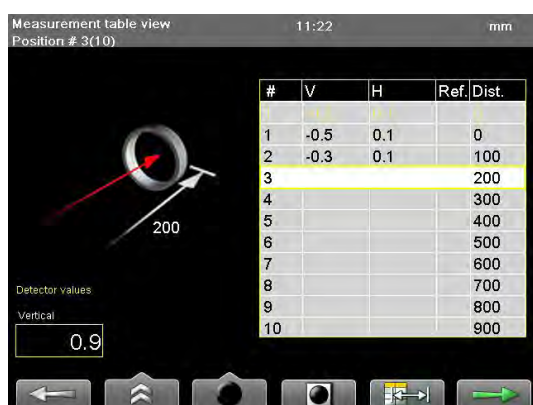 Measurement table view 11:22 mm
Position # 3(10)
# V H Ref. Dist.
1 -0.5 0.1 0
2 -0.3 0.1 100
3 200
4 300
5 400
6 500
7 600
8 700
9 800
10 900
200
Detector values
Vertical
0.9